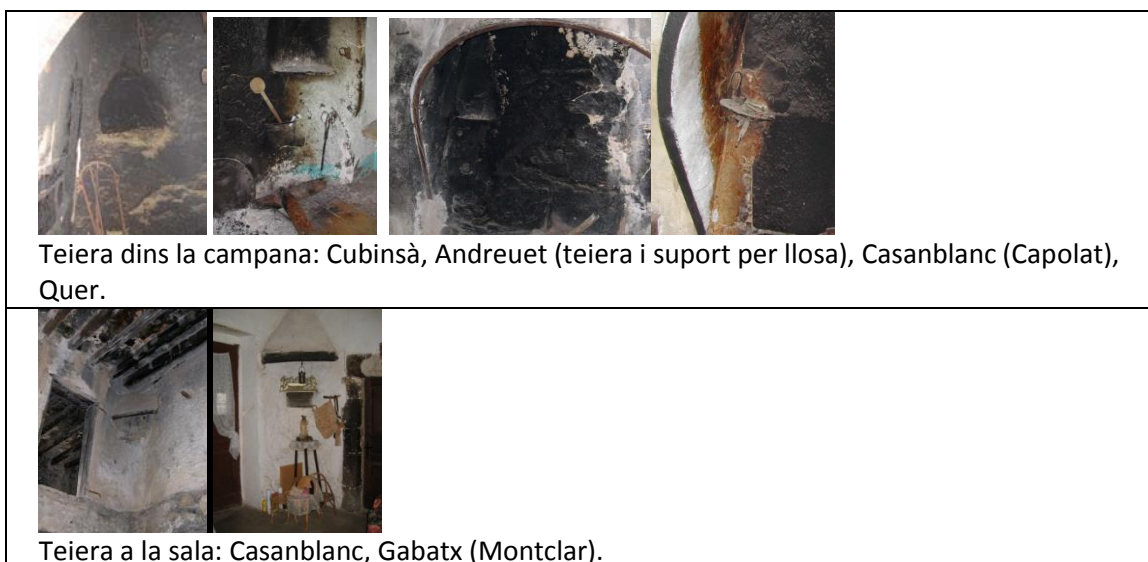 Teiera dins la campana: Cubinsà, Andreuet (teiera i suport per llosa), Casanblanc (Capolat),
Quer.
Teiera a la sala: Casanblanc, Gabatx (Montclar).